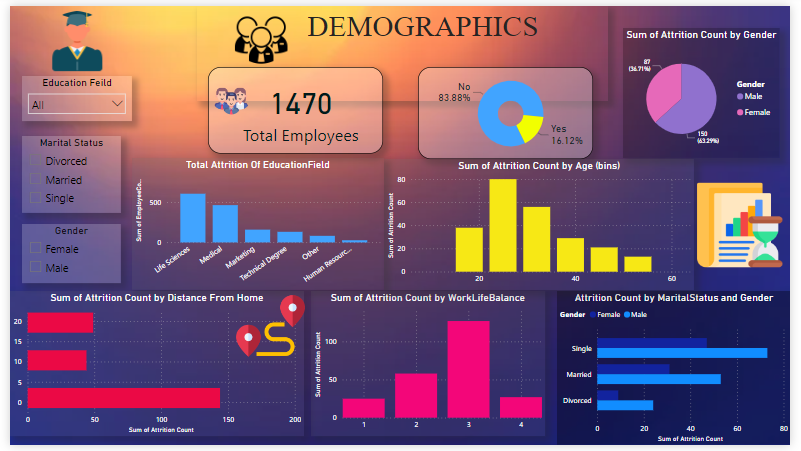 DEMOGRAPHICS
Education Feild
All
Marital Status
Divorced
Married
Single
Gender
Female
Male
1470
Total Employees
No
83.88%
Yes
16.12%
Sum of Attrition Count by Gender
87
(36.71%)
150
(63.29%)
Gender
Male
Female
Total Attrition Of EducationField
Sum of EmployeeCo...
500
0
Life Sciences
Medical
Marketing
Technical Degree
Other
Human Resourc...
Sum of Attrition Count by Age (bins)
Sum of Attrition Count
80
60
40
20
0
20
40
60
Sum of Attrition Count by Distance From Home
20
15
10
5
0
0
50
100
150
200
Sum of Attrition Count
Sum of Attrition Count by WorkLifeBalance
Sum of Attrition Count
100
50
0
1
2
3
4
Attrition Count by MaritalStatus and Gender
Gender Female Male
Single
Married
Divorced
0
20
40
60
80
Sum of Attrition Count